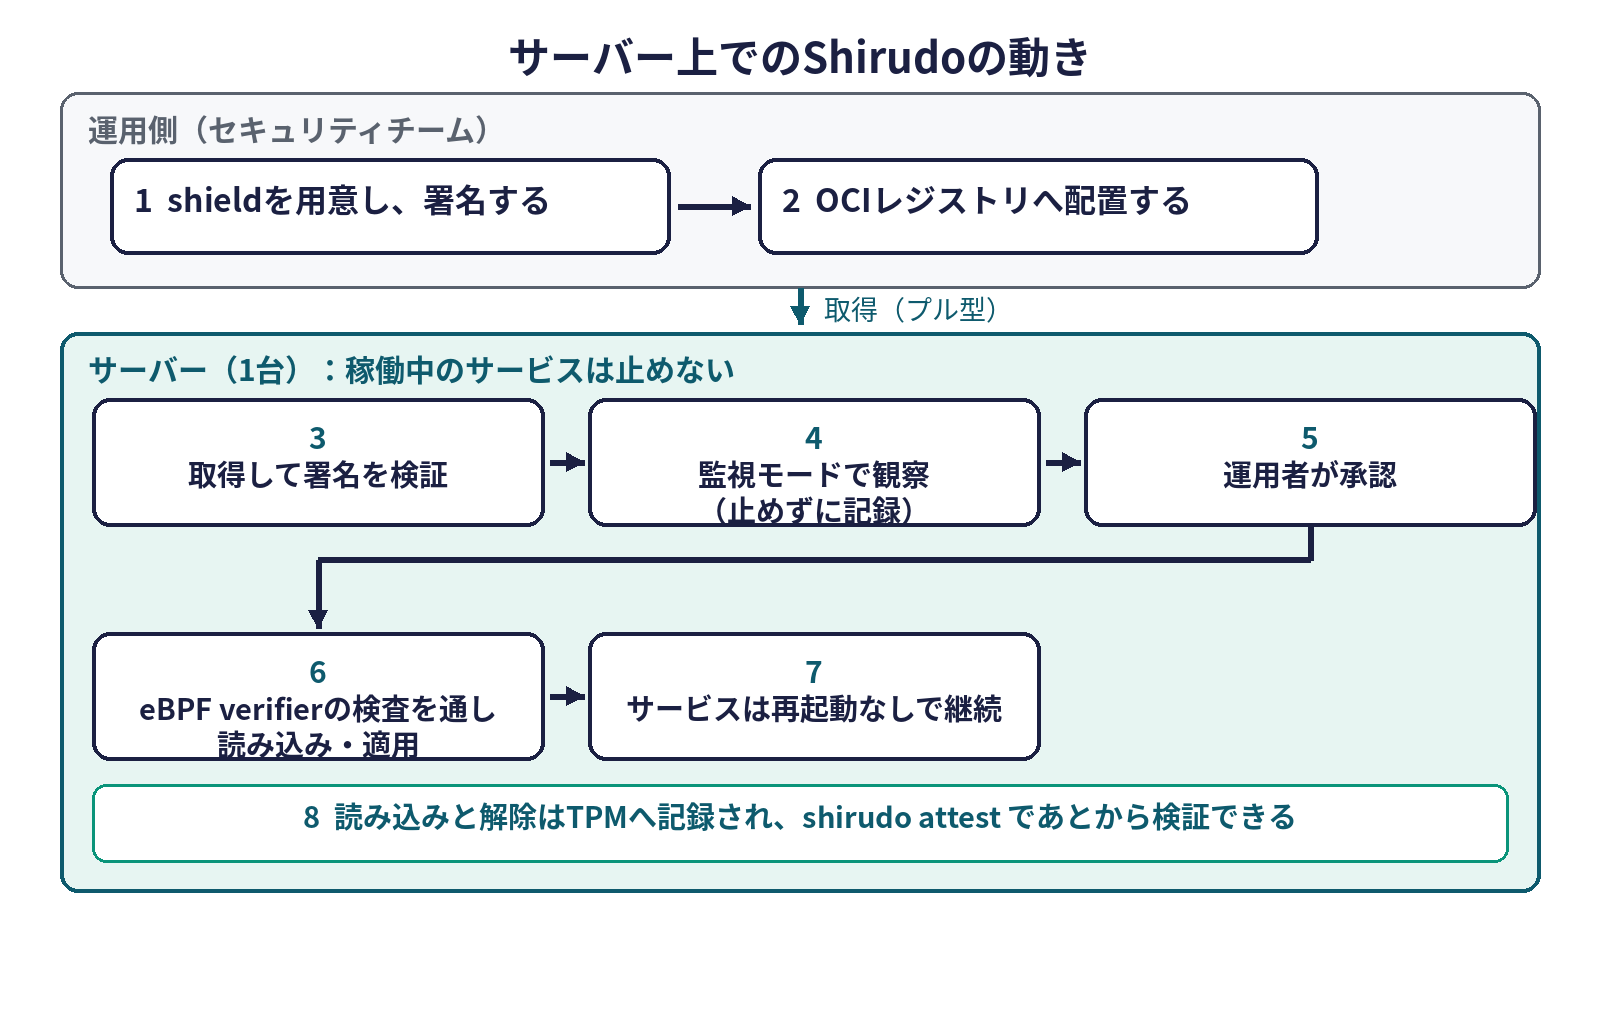 サーバー上でのShirudoの動き
運用側（セキュリティチーム）
1 shieldを用意し、署名する
2 OCIレジストリへ配置する
取得（プル型）
サーバー（1台）：稼働中のサービスは止めない
3
取得して署名を検証
4
監視モードで観察
（止めずに記録）
5
運用者が承認
6
eBPF verifierの検査を通し
読み込み・適用
7
サービスは再起動なしで継続
8 読み込みと解除はTPMへ記録され、shirudo attest であとから検証できる